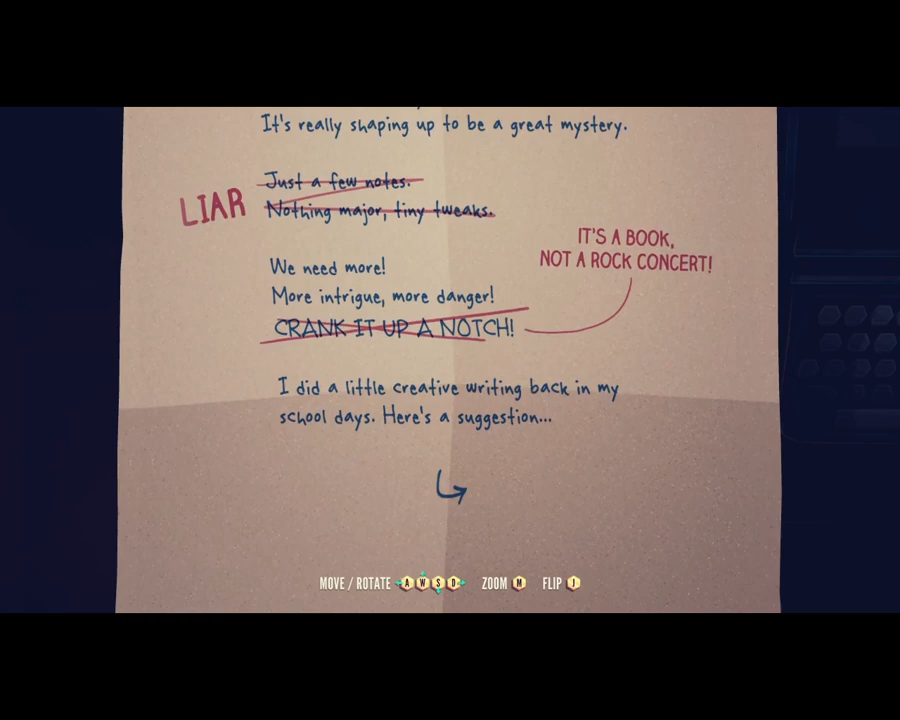 It's really shaping up to be a great mystery.
Just a few notes.
LIAR
Nothing major, tiny tweaks.
IT'S A BOOK,
NOT A ROCK CONCERT!
We need more!
More intrigue, more danger!
CRANK IT UP A NOTCH!
I did a little creative writing back in my
school days. Here's a suggestion...
MOVE / ROTATE A W S D ZOOM M FLIP J